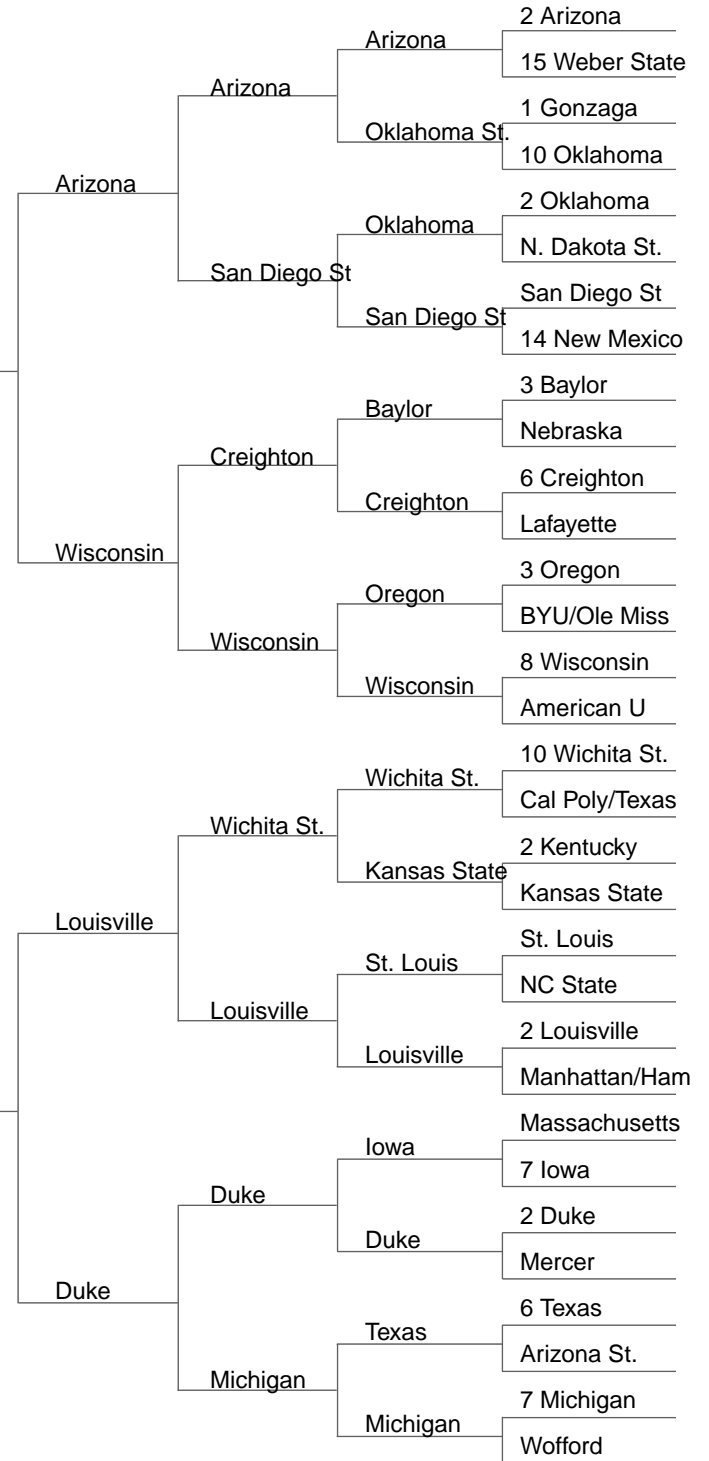 2 Arizona
Arizona
15 Weber State
Arizona
1 Gonzaga
Oklahoma St.
10 Oklahoma
Arizona
2 Oklahoma
Oklahoma
N. Dakota St.
San Diego St
San Diego St
San Diego St
14 New Mexico
3 Baylor
Baylor
Nebraska
Creighton
6 Creighton
Creighton
Lafayette
Wisconsin
3 Oregon
Oregon
BYU/Ole Miss
Wisconsin
8 Wisconsin
Wisconsin
American U
10 Wichita St.
Wichita St.
Cal Poly/Texas
Wichita St.
2 Kentucky
Kansas State
Kansas State
Louisville
St. Louis
St. Louis
NC State
Louisville
2 Louisville
Louisville
Manhattan/Ham
Massachusetts
Iowa
7 Iowa
Duke
2 Duke
Duke
Mercer
Duke
6 Texas
Texas
Arizona St.
Michigan
7 Michigan
Michigan
Wofford